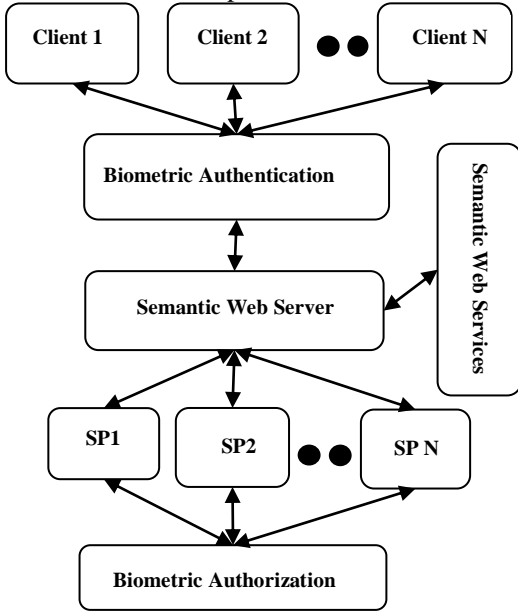 Client 1
Client 2
Client N
Biometric Authentication
Semantic Web Services
Semantic Web Server
SP1
SP2
SP N
Biometric Authorization